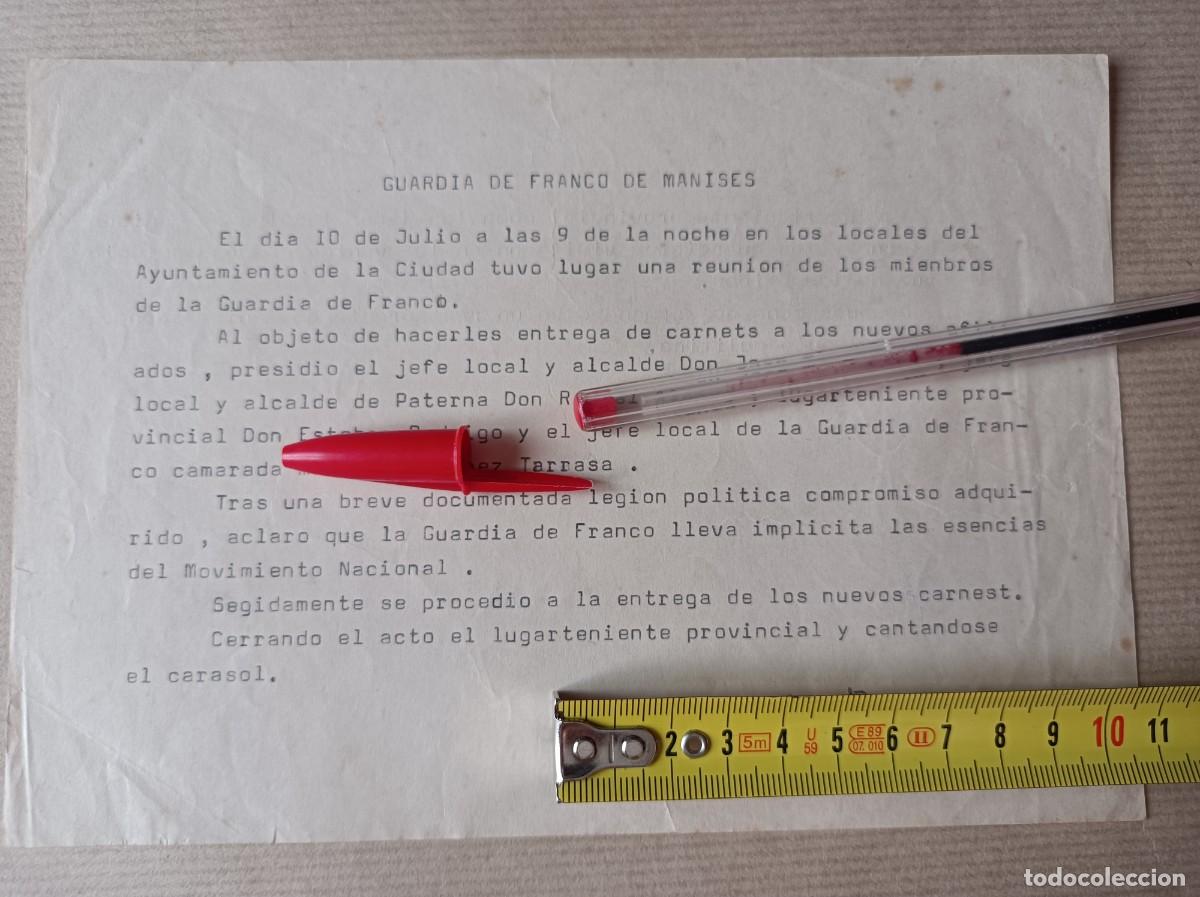 GUARDIA DE FRANCO DE MANISES
El dia I0 de Julio a las 9 de la noche en los locales del
Ayuntamiento de la Ciudad tuvo lugar una reunion de los mienbros
de la Guardia de Franco.
Al objeto de hacerles entrega de carnets a los nuevos
ados , presidio el jefe local y alcalde Don
local y alcalde de Paterna Don y lugarteniente pro-
vincial Don y el jefe local de la Guardia de Fran-
co camarada Tarrasa .
Tras una breve documentada legion politica compromiso adqui-
rido , aclaro que la Guardia de Franco lleva implicita las esencias
del Movimiento Nacional .
Segidamente se procedio a la entrega de los nuevos carnest.
Cerrando el acto el lugarteniente provincial y cantandose
el carasol.
2 3 5m 4 U 59 5 E 89 07. 010 6 II 7 8 9 10 11
todocoleccion